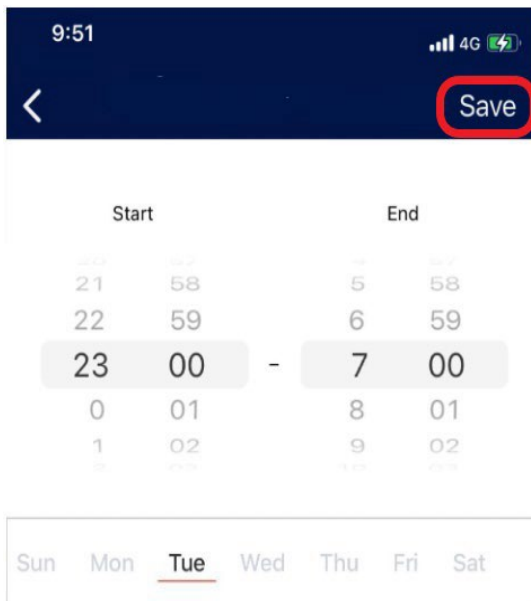 9:51 4G
Save
Start End
21 58 5 58
22 59 6 59
23 00 - 7 00
0 01 8 01
1 02 9 02
Sun Mon Tue Wed Thu Fri Sat